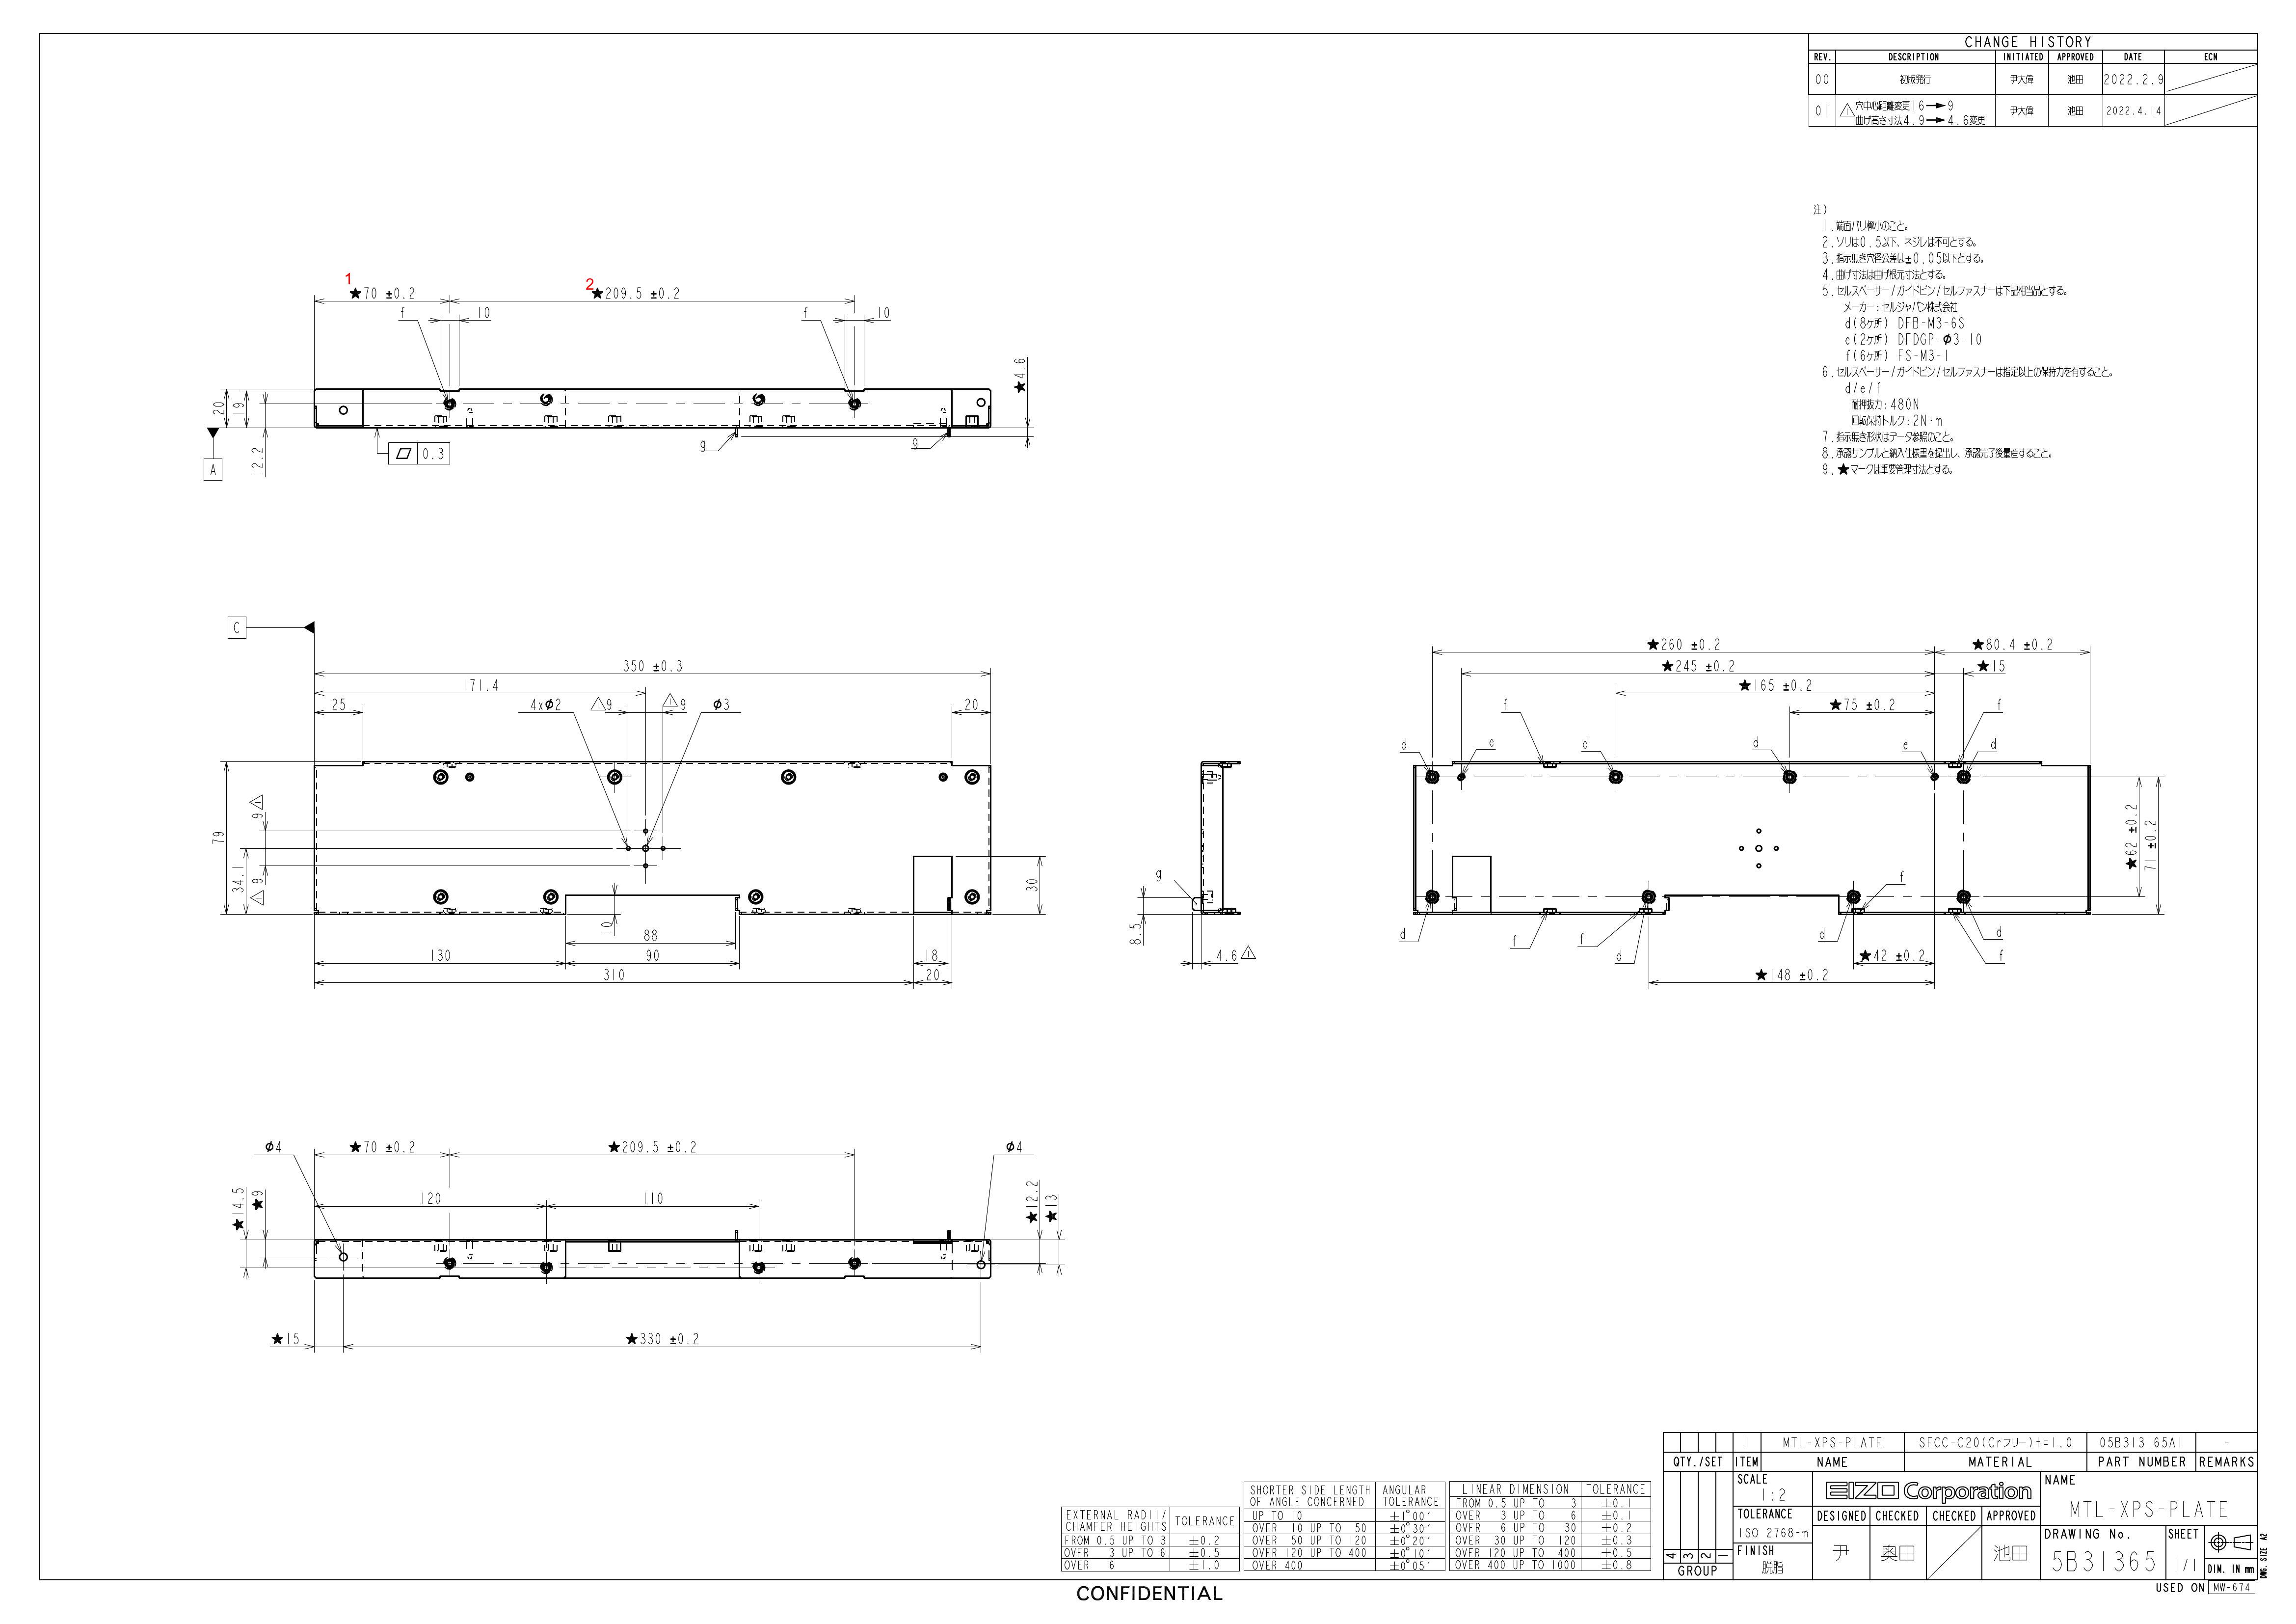 CHANGE HISTORY
REV. DESCRIPTION INITIATED APPROVED DATE ECN
00 初版発行 尹大偉 池田 2022.2.9
01 ⚠1 穴中心距離変更16→9 尹大偉 池田 2022.4.14
曲げ高さ寸法4.9→4.6変更
注)
1.端面バリ極小のこと。
2.ソリは0.5以下、ネジレは不可とする。
3.指示無き穴径公差は±0.05以下とする。
4.曲げ寸法は曲げ根元寸法とする。
5.セルスペーサー/ガイドピン/セルファスナーは下記相当品とする。
メーカー:セルジャパン株式会社
d(8ヶ所) DFB-M3-6S
e(2ヶ所) DFDGP-φ3-10
f(6ヶ所) FS-M3-1
6.セルスペーサー/ガイドピン/セルファスナーは指定以上の保持力を有すること。
d/e/f
耐押抜力:480N
回転保持トルク:2N·m
7.指示無き形状はデータ参照のこと。
8.承認サンプルと納入仕様書を提出し、承認完了後量産すること。
9.★マークは重要管理寸法とする。
1 2
★70 ±0.2 ★209.5 ±0.2
f 10 f 10
★4.6
20 19 12.2
A
0.3
g g
C
350 ±0.3
171.4
25 4xφ2 9 9 φ3 20
79 34.1 9 9
10 30
88
130 90 18
310 20
g
8.5
4.6
★260 ±0.2 ★80.4 ±0.2
★245 ±0.2 ★15
★165 ±0.2
★75 ±0.2
f f
d e d d e d
★62 ±0.2 71 ±0.2
f
d f f d d d f
★42 ±0.2
★148 ±0.2
φ4 ★70 ±0.2 ★209.5 ±0.2 φ4
★14.5 ★9 120 110 ★12.2 ★13
★15 ★330 ±0.2
EXTERNAL RADII/ CHAMFER HEIGHTS TOLERANCE
FROM 0.5 UP TO 3 ±0.2
OVER 3 UP TO 6 ±0.5
OVER 6 ±1.0
SHORTER SIDE LENGTH OF ANGLE CONCERNED ANGULAR TOLERANCE
UP TO 10 ±1°00′
OVER 10 UP TO 50 ±0°30′
OVER 50 UP TO 120 ±0°20′
OVER 120 UP TO 400 ±0°10′
OVER 400 ±0°05′
LINEAR DIMENSION TOLERANCE
FROM 0.5 UP TO 3 ±0.1
OVER 3 UP TO 6 ±0.1
OVER 6 UP TO 30 ±0.2
OVER 30 UP TO 120 ±0.3
OVER 120 UP TO 400 ±0.5
OVER 400 UP TO 1000 ±0.8
1 MTL-XPS-PLATE SECC-C20(Crフリー)t=1.0 05B313165A1 -
QTY./SET ITEM NAME MATERIAL PART NUMBER REMARKS
SCALE
1:2
EIZO Corporation
NAME
MTL-XPS-PLATE
TOLERANCE
ISO 2768-m
DESIGNED CHECKED CHECKED APPROVED
尹 奥田 池田
FINISH
脱脂
DRAWING No.
5B31365
SHEET
1/1
DIM. IN mm
DWG. SIZE A2
4 3 2 1
GROUP
USED ON MW-674
CONFIDENTIAL